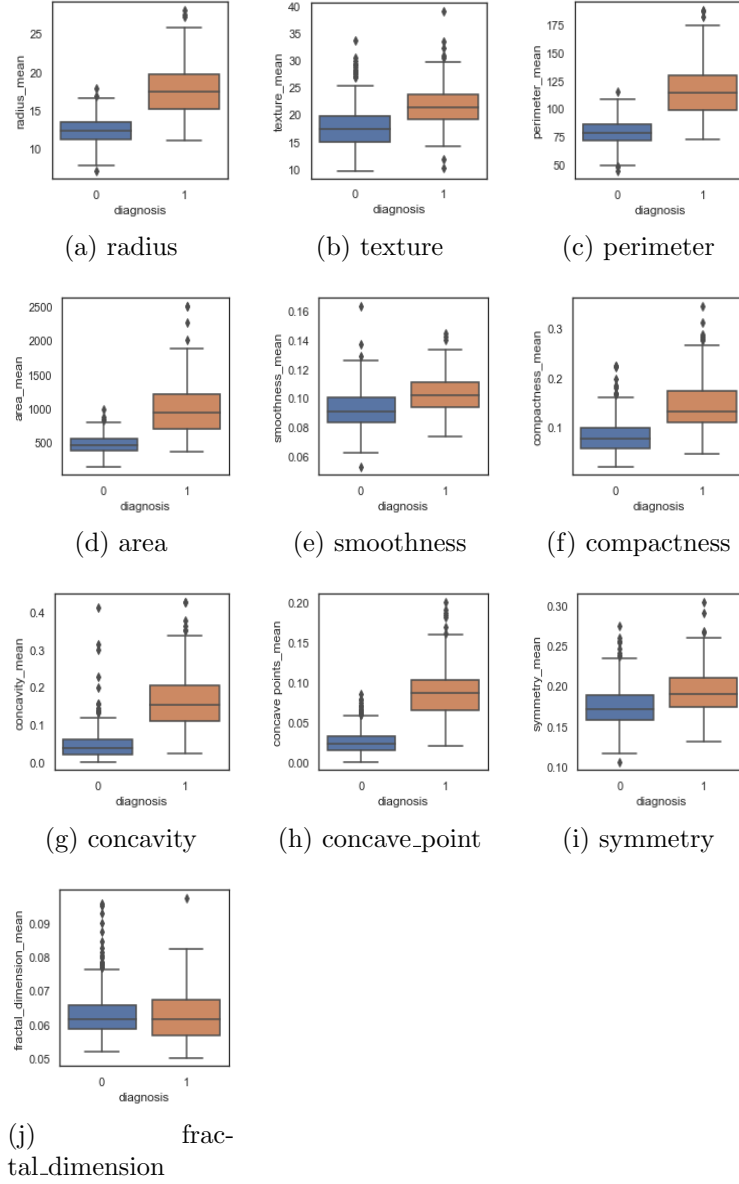 radius_mean
25
20
15
10
0 1
diagnosis
(a) radius
texture_mean
40
35
30
25
20
15
10
0 1
diagnosis
(b) texture
perimeter_mean
175
150
125
100
75
50
0 1
diagnosis
(c) perimeter
area_mean
2500
2000
1500
1000
500
0 1
diagnosis
(d) area
smoothness_mean
0.16
0.14
0.12
0.10
0.08
0.06
0 1
diagnosis
(e) smoothness
compactness_mean
0.3
0.2
0.1
0 1
diagnosis
(f) compactness
concavity_mean
0.4
0.3
0.2
0.1
0.0
0 1
diagnosis
(g) concavity
concave points_mean
0.20
0.15
0.10
0.05
0.00
0 1
diagnosis
(h) concave_point
symmetry_mean
0.30
0.25
0.20
0.15
0.10
0 1
diagnosis
(i) symmetry
fractal_dimension_mean
0.09
0.08
0.07
0.06
0.05
0 1
diagnosis
(j) frac-
tal_dimension